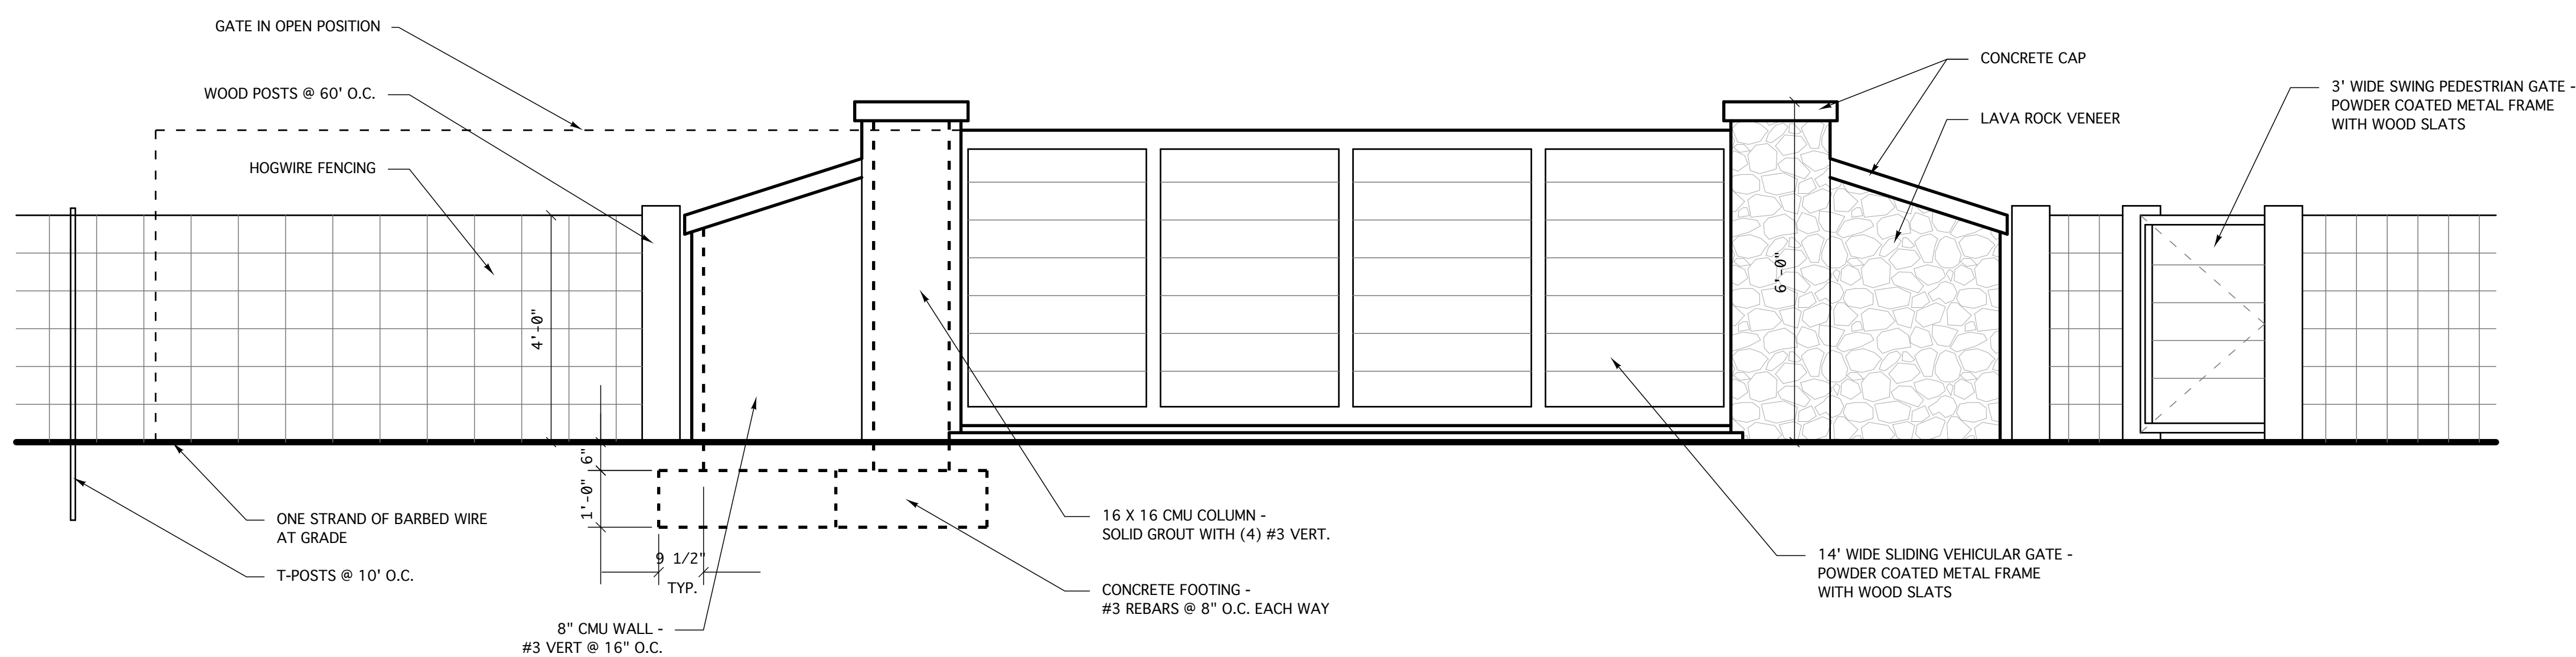 GATE IN OPEN POSITION
WOOD POSTS @ 60' O.C.
HOGWIRE FENCING
CONCRETE CAP
LAVA ROCK VENEER
3' WIDE SWING PEDESTRIAN GATE -
POWDER COATED METAL FRAME
WITH WOOD SLATS
4'-0"
6'-0"
6"
1'-0"
9 1/2"
TYP.
ONE STRAND OF BARBED WIRE
AT GRADE
T-POSTS @ 10' O.C.
8" CMU WALL -
#3 VERT @ 16" O.C.
16 X 16 CMU COLUMN -
SOLID GROUT WITH (4) #3 VERT.
CONCRETE FOOTING -
#3 REBARS @ 8" O.C. EACH WAY
14' WIDE SLIDING VEHICULAR GATE -
POWDER COATED METAL FRAME
WITH WOOD SLATS